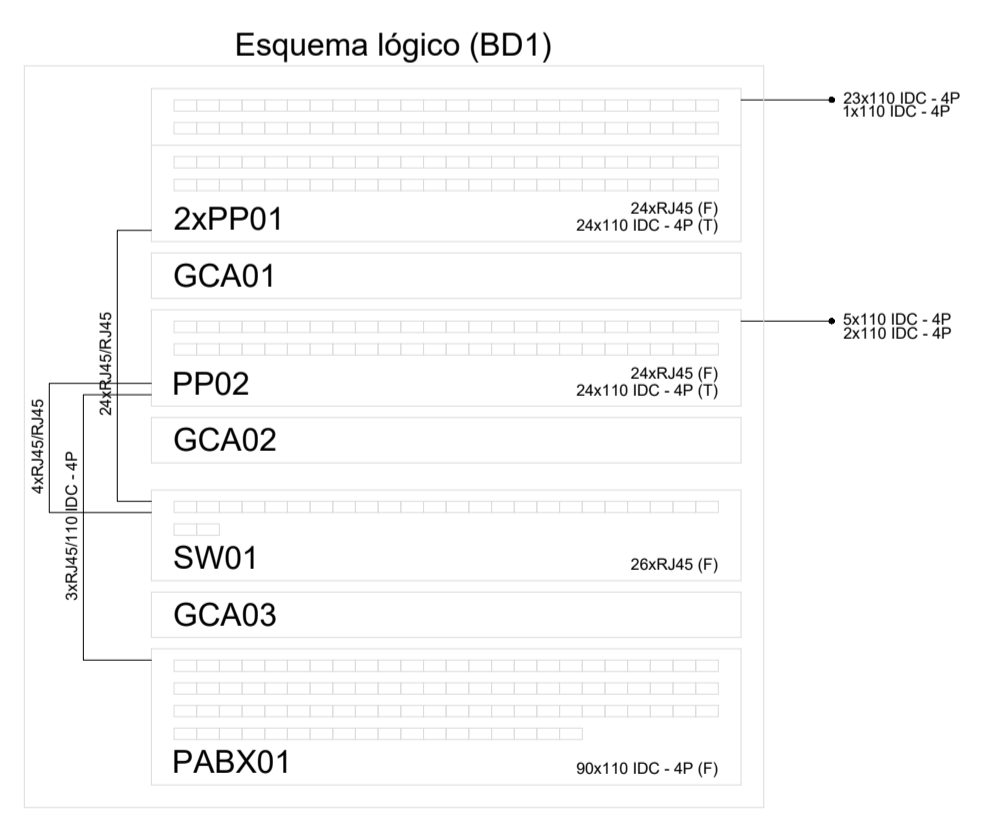 Esquema lógico (BD1)
23x110 IDC - 4P
1x110 IDC - 4P
24xRJ45 (F)
2xPP01
24x110 IDC - 4P (T)
GCA01
5x110 IDC - 4P
2x110 IDC - 4P
24xRJ45/RJ45
24xRJ45 (F)
PP02
24x110 IDC - 4P (T)
4xRJ45/RJ45
GCA02
3xRJ45/110 IDC - 4P
SW01
26xRJ45 (F)
GCA03
PABX01
90x110 IDC - 4P (F)